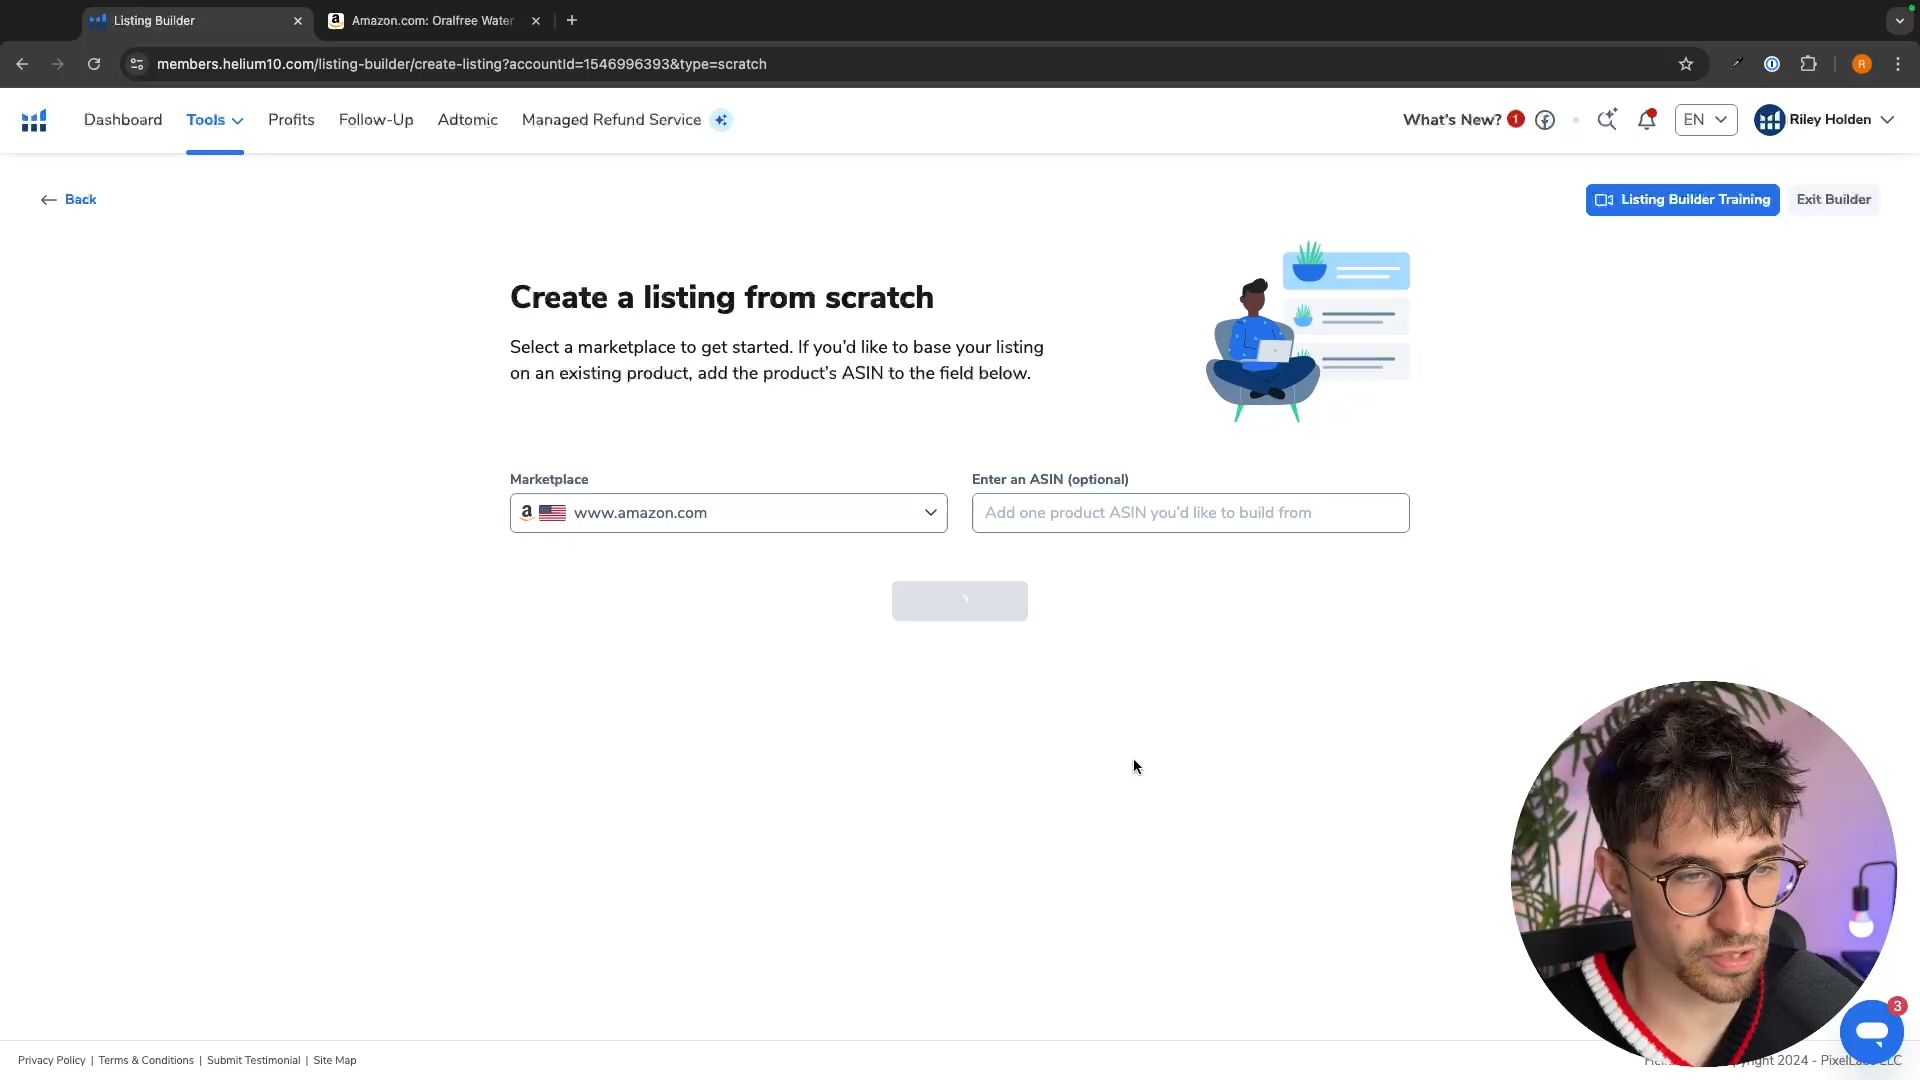 Listing Builder
Amazon.com: Oralfree Water
members.helium10.com/listing-builder/create-listing?accountId=1546996393&type=scratch
R
Dashboard
Tools
Profits
Follow-Up
Adtomic
Managed Refund Service
What's New? 1
EN
Riley Holden
Back
Listing Builder Training
Exit Builder
Create a listing from scratch
Select a marketplace to get started. If you'd like to base your listing
on an existing product, add the product's ASIN to the field below.
Marketplace
Enter an ASIN (optional)
a www.amazon.com
Add one product ASIN you'd like to build from
3
Privacy Policy | Terms & Conditions | Submit Testimonial | Site Map
2024 -